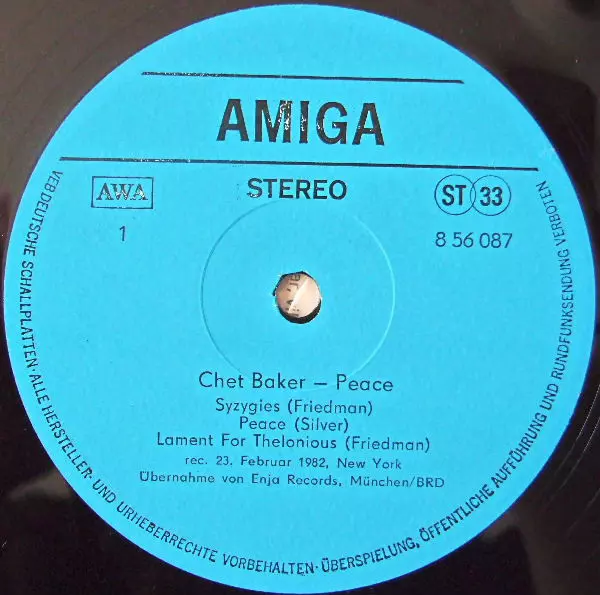 AMIGA
STEREO
AWA
ST 33
1
8 56 087
Chet Baker – Peace
Syzygies (Friedman)
Peace (Silver)
Lament For Thelonious (Friedman)
rec. 23. Februar 1982, New York
Übernahme von Enja Records, München/BRD
VEB DEUTSCHE SCHALLPLATTEN · ALLE HERSTELLER- UND URHEBERRECHTE VORBEHALTEN · ÜBERSPIELUNG, ÖFFENTLICHE AUFFÜHRUNG UND RUNDFUNKSENDUNG VERBOTEN